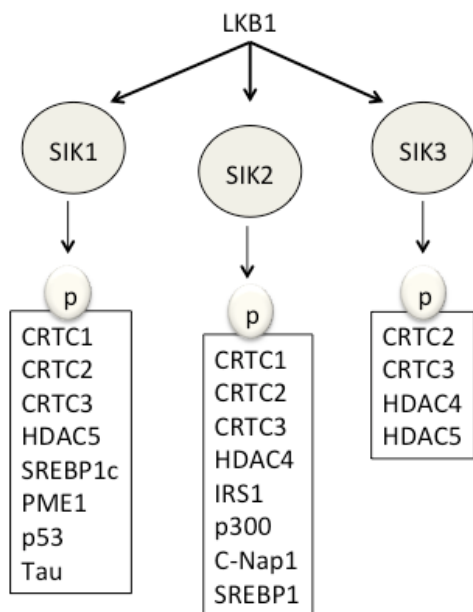 LKB1
SIK1
SIK2
SIK3
p
CRTC1
CRTC2
CRTC3
HDAC5
SREBP1c
PME1
p53
Tau
p
CRTC1
CRTC2
CRTC3
HDAC4
IRS1
p300
C-Nap1
SREBP1
p
CRTC2
CRTC3
HDAC4
HDAC5